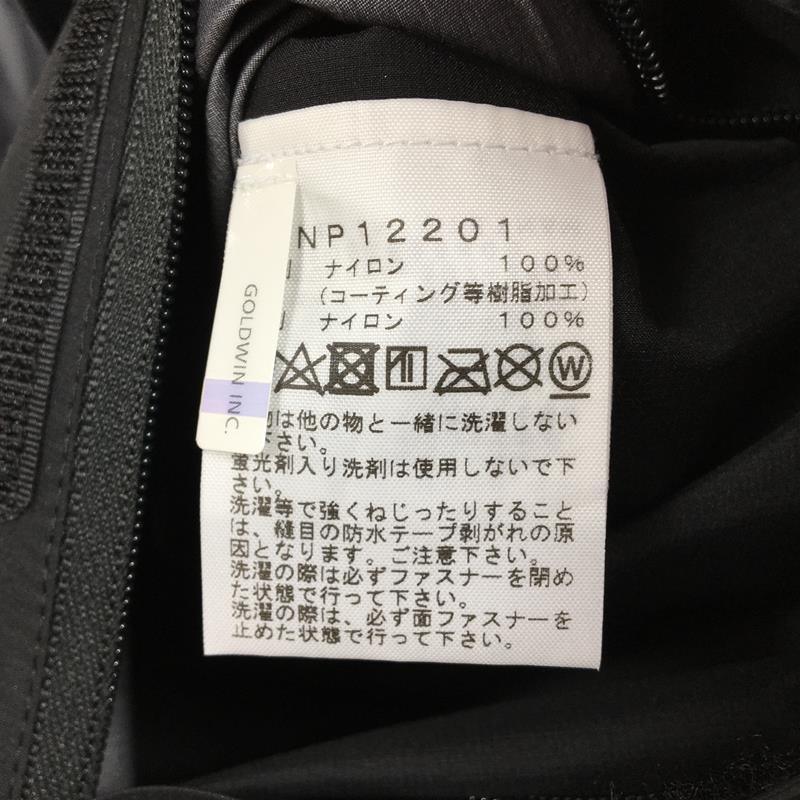 NP12201
ナイロン 100%
(コーティング等樹脂加工)
ナイロン 100%
W
は他の物と一緒に洗濯しない
下さい。
蛍光剤入り洗剤は使用しないで下
さい。
洗濯等で強くねじったりすること
は、縫目の防水テープ剥がれの原
因となります。ご注意下さい。
洗濯の際は必ずファスナーを閉め
た状態で行って下さい。
洗濯の際は、必ず面ファスナーを
止めた状態で行って下さい。
GOLDWIN INC.